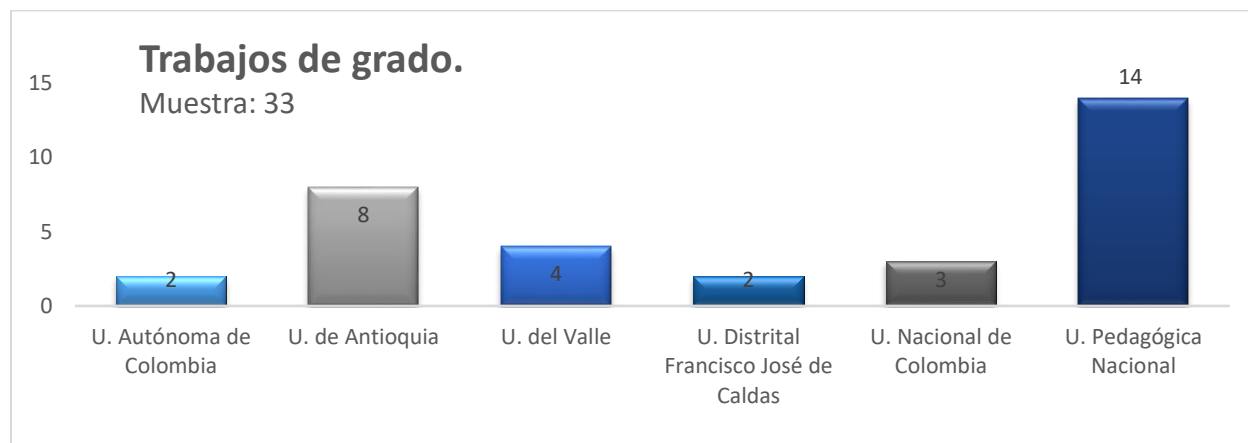 Trabajos de grado.
Muestra: 33
15
10
5
0
2
8
4
2
3
14
U. Autónoma de
Colombia
U. de Antioquia
U. del Valle
U. Distrital
Francisco José de
Caldas
U. Nacional de
Colombia
U. Pedagógica
Nacional